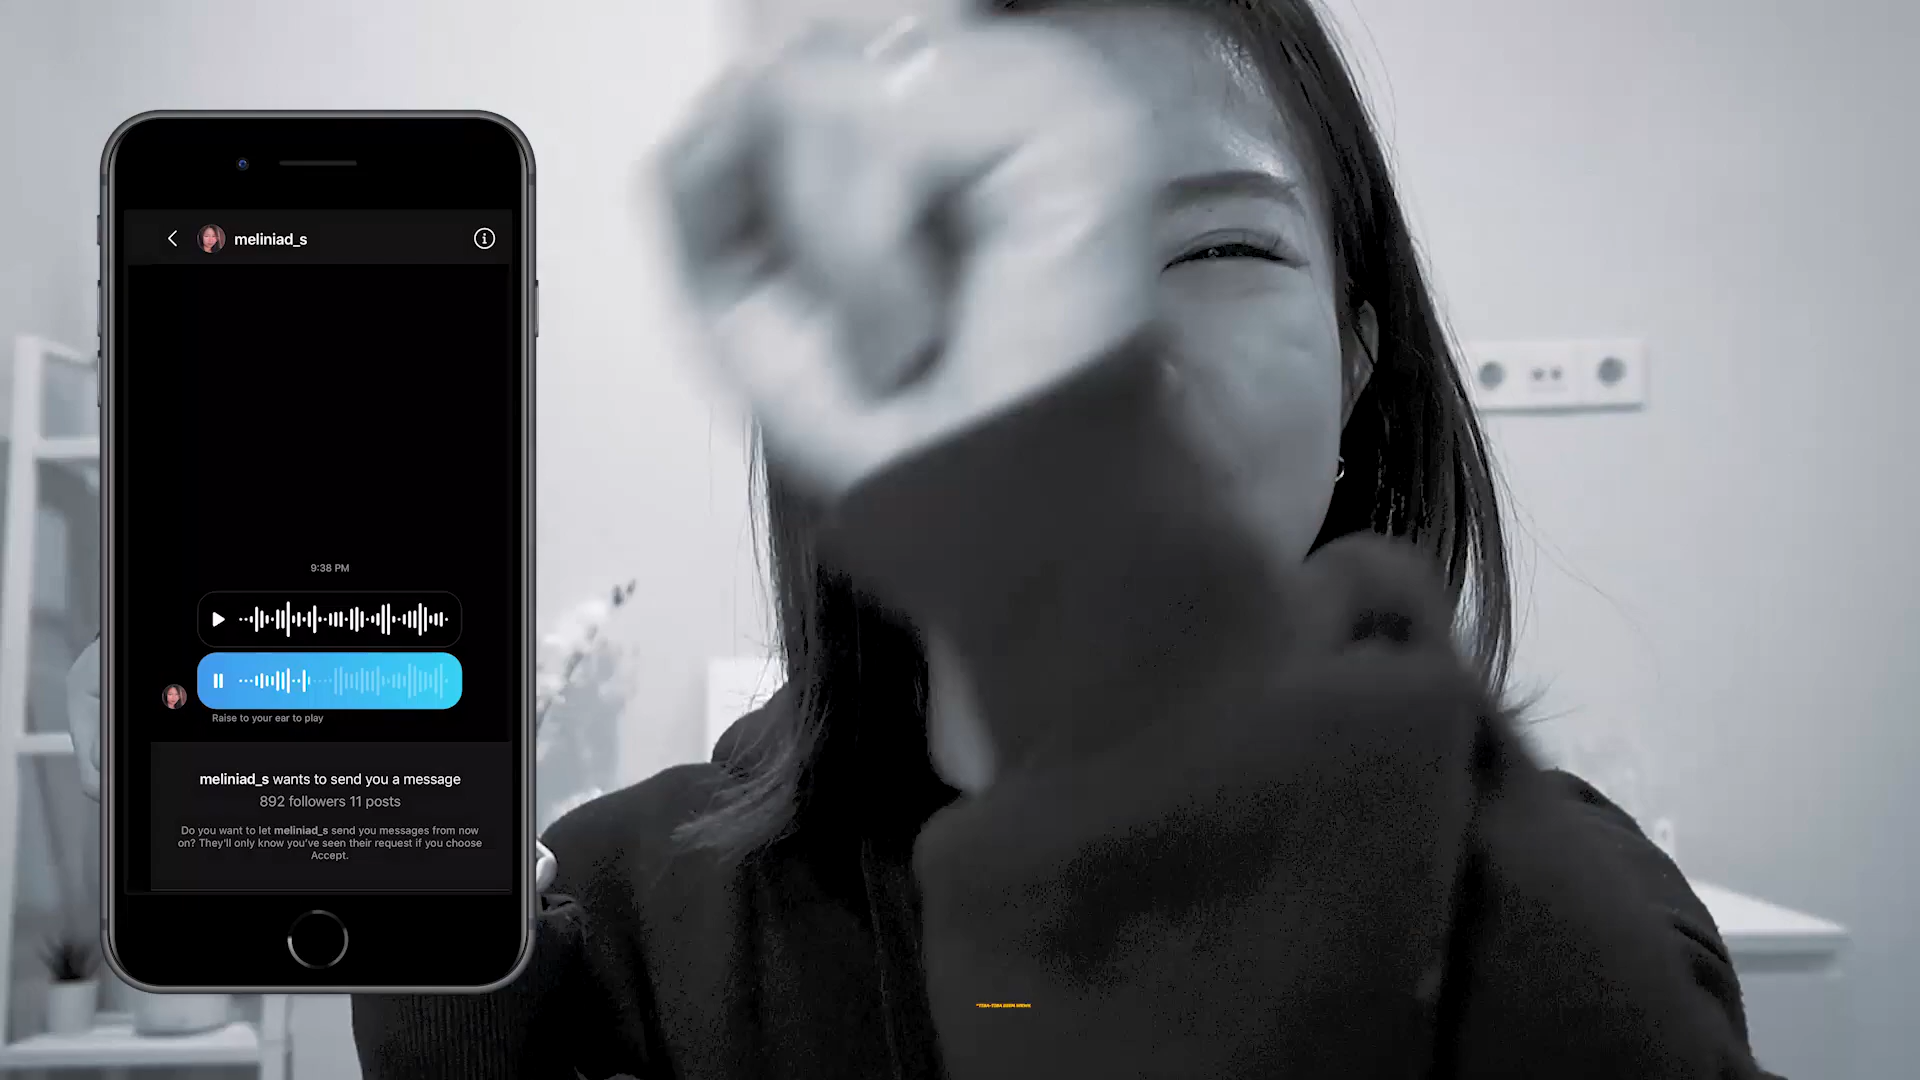 meliniad_s
9:38 PM
Raise to your ear to play
meliniad_s wants to send you a message
892 followers 11 posts
Do you want to let meliniad_s send you messages from now
on? They'll only know you've seen their request if you choose
Accept.